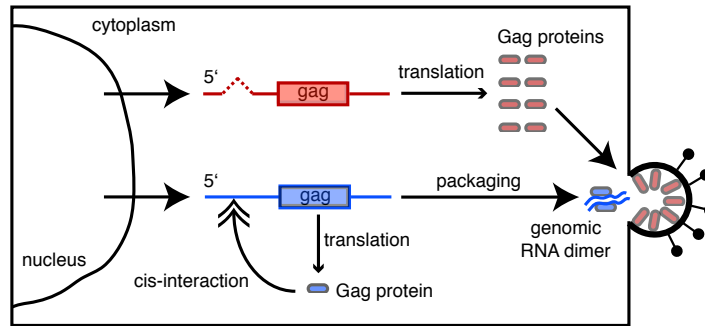 cytoplasm
Gag proteins
5‘
gag
translation
5‘
gag
packaging
translation
genomic
RNA dimer
nucleus
cis-interaction
Gag protein